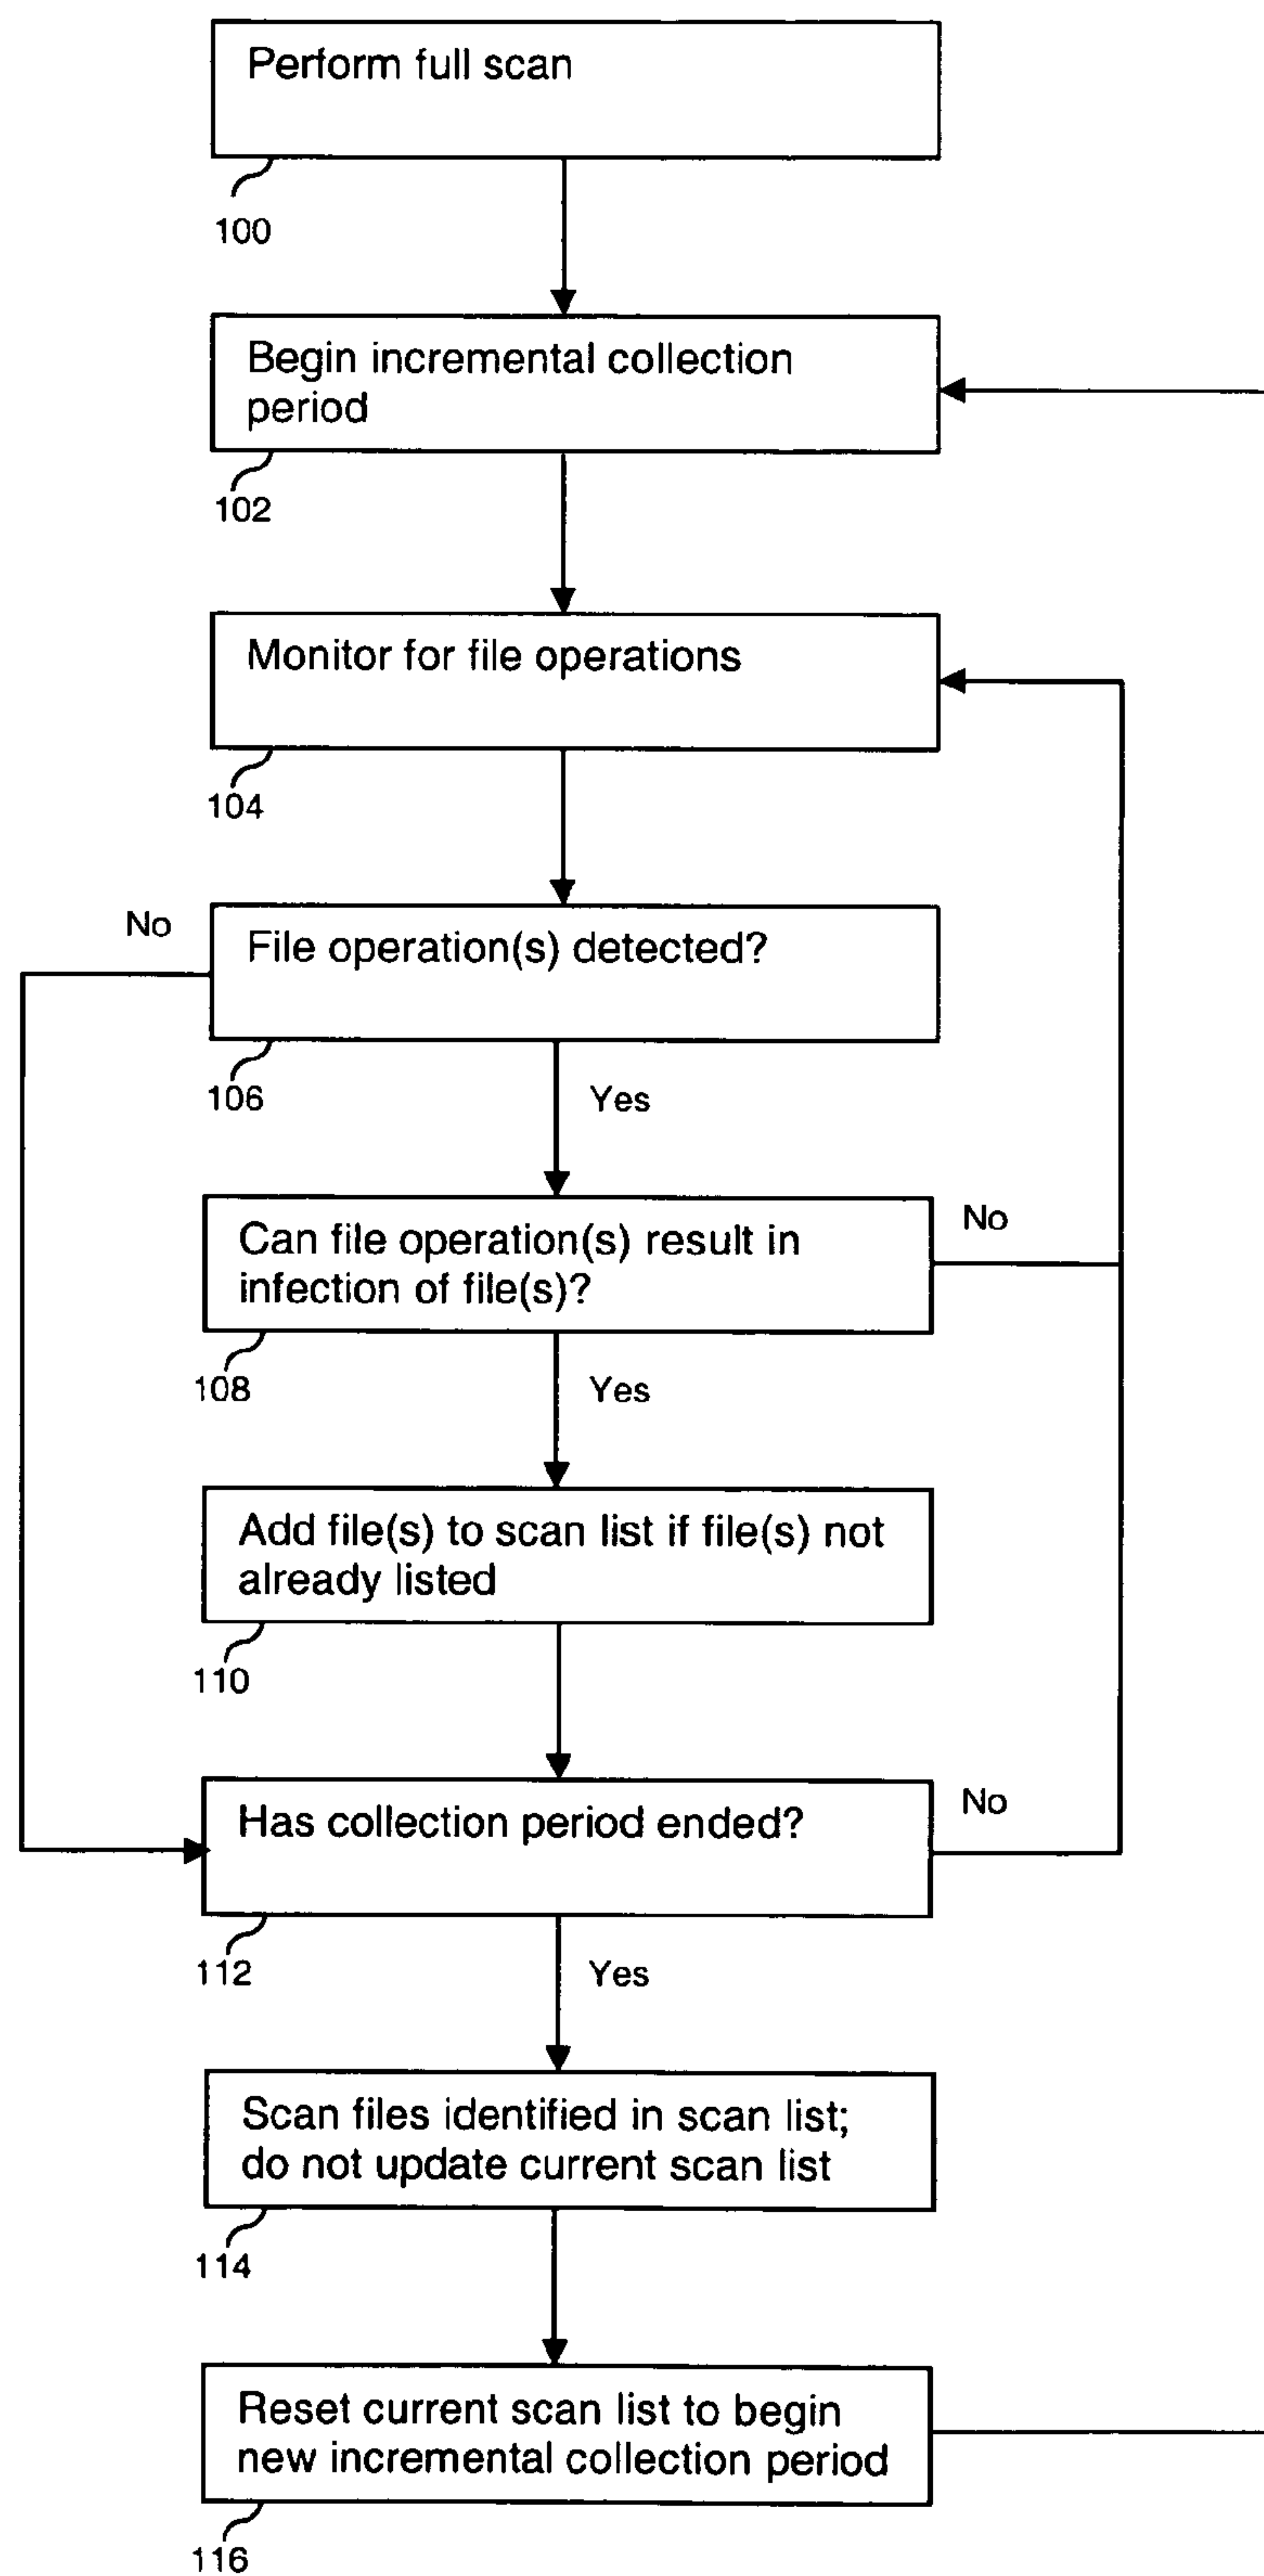 Perform full scan
100
Begin incremental collection
period
102
Monitor for file operations
104
No
File operation(s) detected?
106
Yes
Can file operation(s) result in
infection of file(s)?
No
108
Yes
Add file(s) to scan list if file(s) not
already listed
110
Has collection period ended?
No
112
Yes
Scan files identified in scan list;
do not update current scan list
114
Reset current scan list to begin
new incremental collection period
116